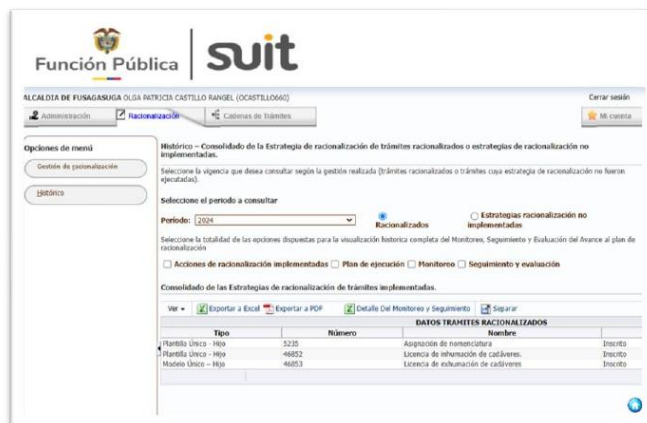 Función Pública
suit
ALCALDIA DE FUSAGASUGA OLGA PATRICIA CASTILLO RANGEL (OCASTILLO660)
Cerrar sesión
Administración
Racionalización
Cadenas de Trámites
Mi cuenta
Opciones de menú
Gestión de racionalización
Histórico
Histórico – Consolidado de la Estrategia de racionalización de trámites racionalizados o estrategias de racionalización no
implementadas.
Seleccione la vigencia que desea consultar según la gestión realizada (trámites racionalizados o trámites cuya estrategia de racionalización no fueron
ejecutadas).
Seleccione el periodo a consultar
Período: 2024
Racionalizados
Estrategias racionalización no
implementadas
Seleccione la totalidad de las opciones dispuestas para la visualización historica completa del Monitoreo, Seguimiento y Evaluación del Avance al plan de
racionalización
Acciones de racionalización implementadas Plan de ejecución Monitoreo Seguimiento y evaluación
Consolidado de las Estrategias de racionalización de trámites implementadas.
Ver Exportar a Excel Exportar a PDF Detalle Del Monitoreo y Seguimiento Separar
DATOS TRAMITES RACIONALIZADOS
Tipo Número Nombre
Plantilla Único - Hijo 5235 Asignación de nomenclatura Inscrito
Plantilla Único - Hijo 46852 Licencia de inhumación de cadáveres. Inscrito
Modelo Único – Hijo 46853 Licencia de exhumación de cadáveres Inscrito